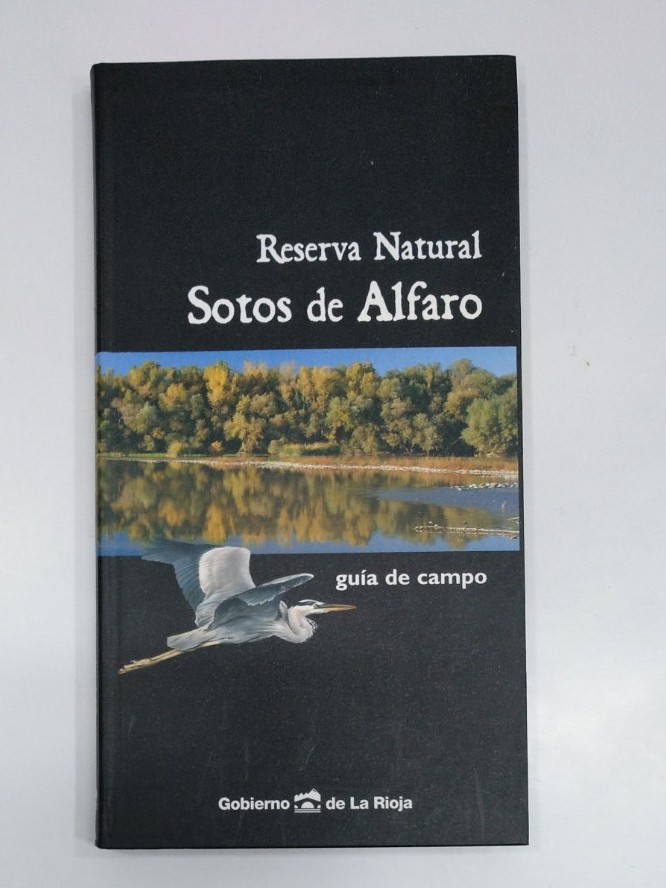 Reserva Natural
Sotos de Alfaro
guía de campo
Gobierno de La Rioja